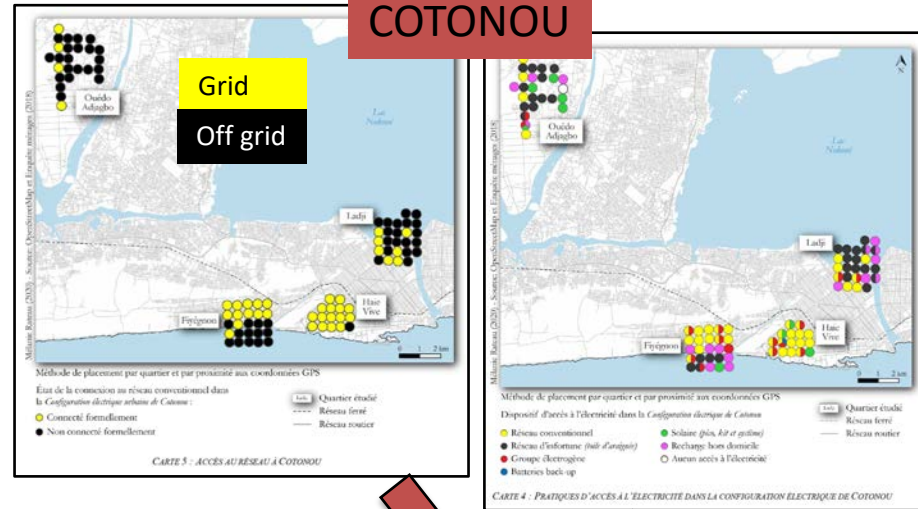 COTONOU
Grid
Off grid
Ouédo
Adjagbo
Lac
Nokoué
Ladji
Fiyégnon
Haie
Vive
0 1 2 km
Mélanie Rateau (2020) - Source: OpenStreetMap et Enquête ménages (2018)
Méthode de placement par quartier et par proximité aux coordonnées GPS
État de la connexion au réseau conventionnel dans
la Configuration électrique urbaine de Cotonou :
Connecté formellement
Non connecté formellement
Quartier étudié
Réseau ferré
Réseau routier
CARTE 5 : ACCÈS AU RÉSEAU À COTONOU
N
Ouédo
Adjagbo
Lac
Nokoué
Ladji
Fiyégnon
Haie
Vive
0 1 2 km
Mélanie Rateau (2020) - Source: OpenStreetMap et Enquête ménages (2018)
Méthode de placement par quartier et par proximité aux coordonnées GPS
Dispositif d'accès à l'électricité dans la Configuration électrique de Cotonou
Réseau conventionnel
Réseau d'infortune (toile d'araignée)
Groupe électrogène
Batteries back-up
Solaire (pico, kit et système)
Recharge hors domicile
Aucun accès à l'électricité
Quartier étudié
Réseau ferré
Réseau routier
CARTE 4 : PRATIQUES D'ACCÈS À L'ÉLECTRICITÉ DANS LA CONFIGURATION ÉLECTRIQUE DE COTONOU